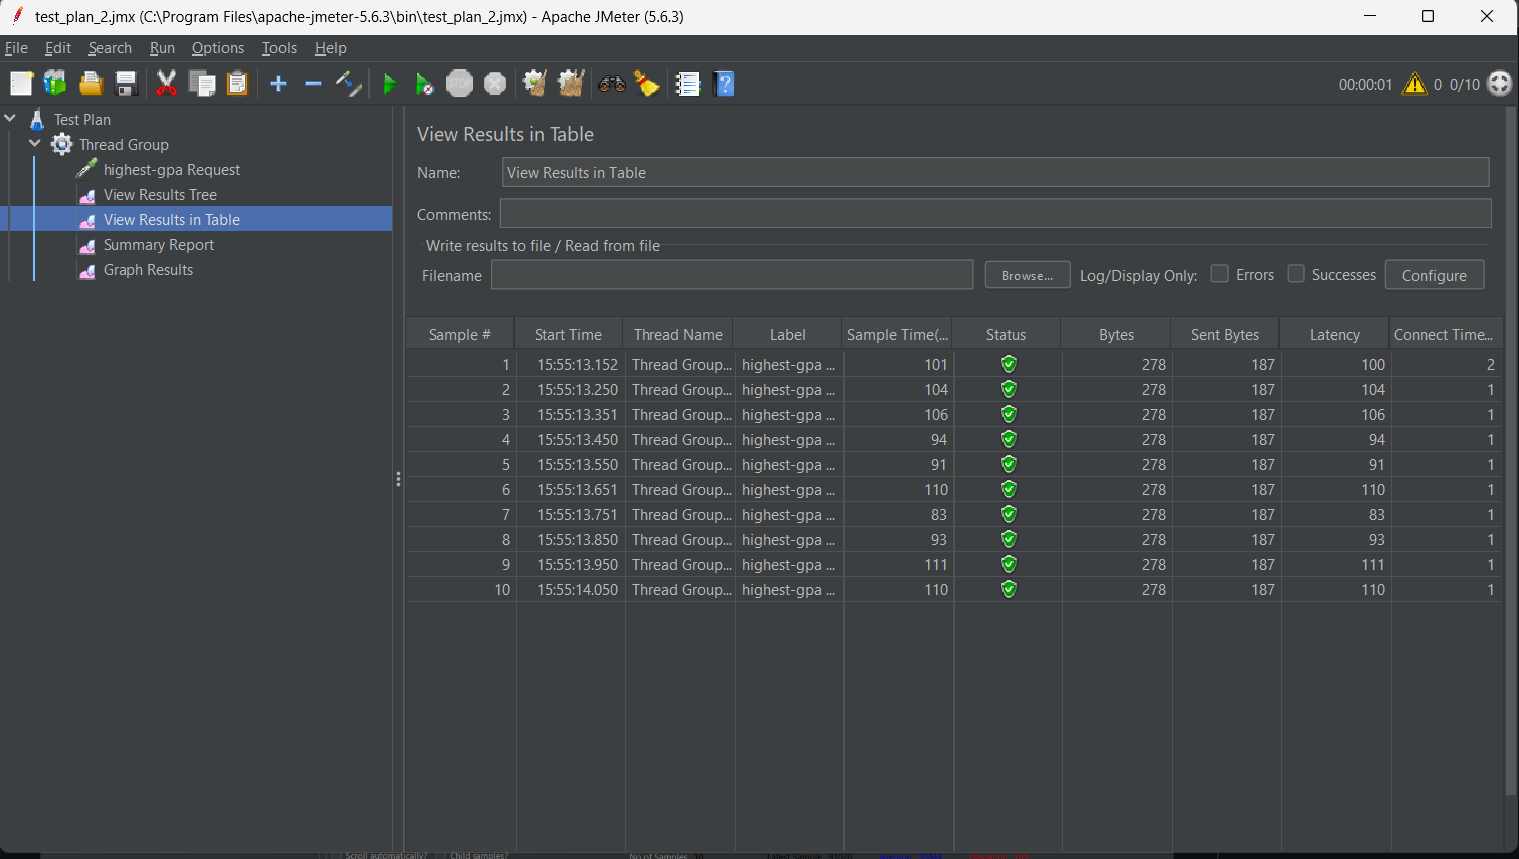 test_plan_2.jmx (C:\Program Files\apache-jmeter-5.6.3\bin\test_plan_2.jmx) - Apache JMeter (5.6.3)
File Edit Search Run Options Tools Help
STOP 00:00:01 0 0/10
Test Plan
Thread Group
highest-gpa Request
View Results Tree
View Results in Table
Summary Report
Graph Results
View Results in Table
Name: View Results in Table
Comments:
Write results to file / Read from file
Filename Browse... Log/Display Only: Errors Successes Configure
Sample # Start Time Thread Name Label Sample Time(... Status Bytes Sent Bytes Latency Connect Time...
1 15:55:13.152 Thread Group... highest-gpa ... 101 278 187 100 2
2 15:55:13.250 Thread Group... highest-gpa ... 104 278 187 104 1
3 15:55:13.351 Thread Group... highest-gpa ... 106 278 187 106 1
4 15:55:13.450 Thread Group... highest-gpa ... 94 278 187 94 1
5 15:55:13.550 Thread Group... highest-gpa ... 91 278 187 91 1
6 15:55:13.651 Thread Group... highest-gpa ... 110 278 187 110 1
7 15:55:13.751 Thread Group... highest-gpa ... 83 278 187 83 1
8 15:55:13.850 Thread Group... highest-gpa ... 93 278 187 93 1
9 15:55:13.950 Thread Group... highest-gpa ... 111 278 187 111 1
10 15:55:14.050 Thread Group... highest-gpa ... 110 278 187 110 1
Scroll automatically? Child samples? No of Samples Latest Sample